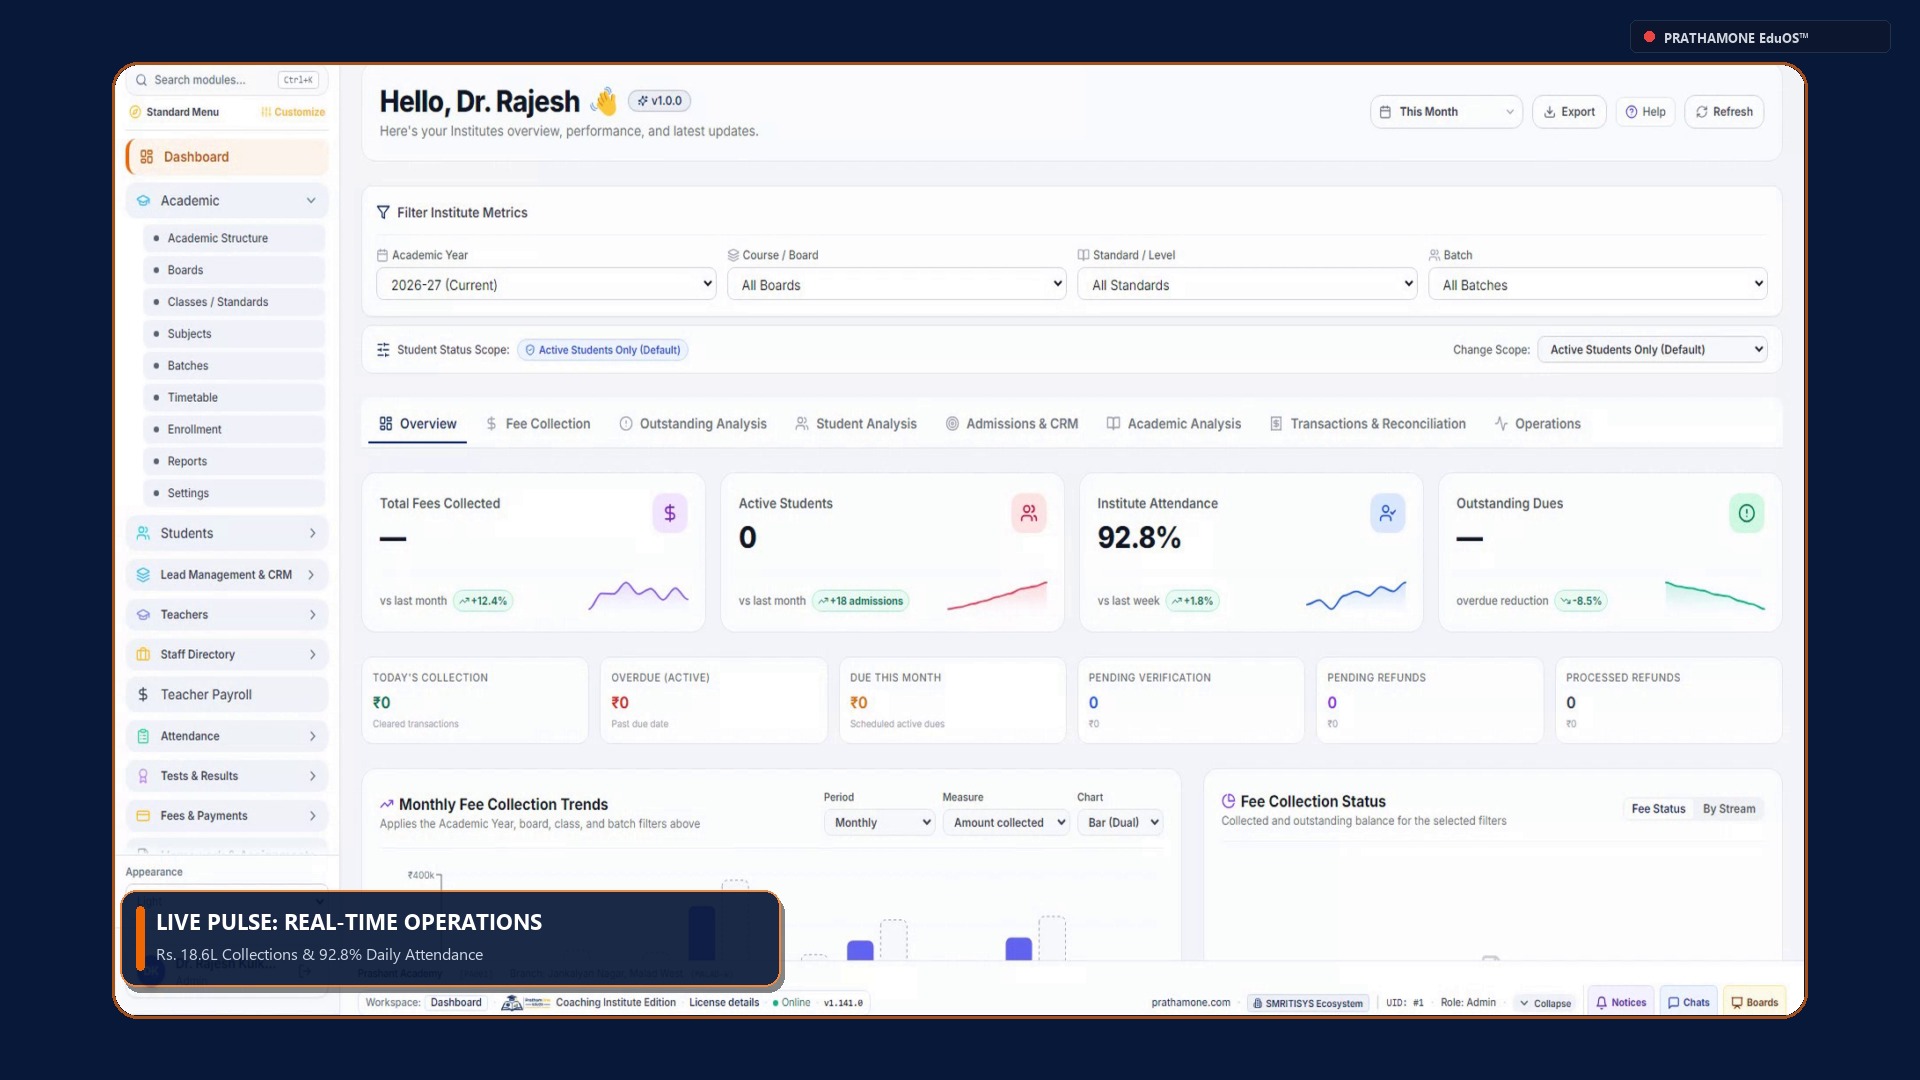 PRATHAMONE EduOS™
Search modules... Ctrl+K
Standard Menu Customize
Dashboard
Academic
Academic Structure
Boards
Classes / Standards
Subjects
Batches
Timetable
Enrollment
Reports
Settings
Students
Lead Management & CRM
Teachers
Staff Directory
Teacher Payroll
Attendance
Tests & Results
Fees & Payments
Appearance
Hello, Dr. Rajesh 👋 v1.0.0
Here's your Institutes overview, performance, and latest updates.
This Month Export Help Refresh
Filter Institute Metrics
Academic Year Course / Board Standard / Level Batch
2026-27 (Current) All Boards All Standards All Batches
Student Status Scope: Active Students Only (Default) Change Scope: Active Students Only (Default)
Overview Fee Collection Outstanding Analysis Student Analysis Admissions & CRM Academic Analysis Transactions & Reconciliation Operations
Total Fees Collected
—
vs last month +12.4%
Active Students
0
vs last month +18 admissions
Institute Attendance
92.8%
vs last week +1.8%
Outstanding Dues
—
overdue reduction -8.5%
TODAY'S COLLECTION
₹0
Cleared transactions
OVERDUE (ACTIVE)
₹0
Past due date
DUE THIS MONTH
₹0
Scheduled active dues
PENDING VERIFICATION
0
₹0
PENDING REFUNDS
0
₹0
PROCESSED REFUNDS
0
₹0
Monthly Fee Collection Trends
Applies the Academic Year, board, class, and batch filters above
Period Measure Chart
Monthly Amount collected Bar (Dual)
₹400k
Fee Collection Status
Collected and outstanding balance for the selected filters
Fee Status By Stream
LIVE PULSE: REAL-TIME OPERATIONS
Rs. 18.6L Collections & 92.8% Daily Attendance
Workspace: Dashboard Coaching Institute Edition License details Online v1.141.0
prathamone.com SMRITISYS Ecosystem UID: #1 Role: Admin Collapse Notices Chats Boards